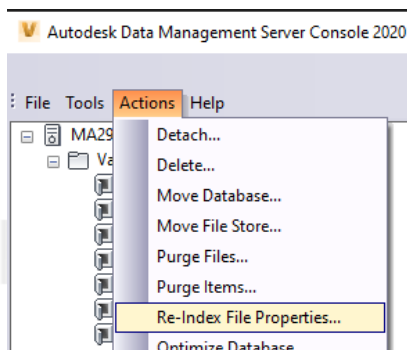 Autodesk Data Management Server Console 2020
File Tools Actions Help
MA29
Detach...
Va
Delete...
Move Database...
Move File Store...
Purge Files...
Purge Items...
Re-Index File Properties...
Optimize Database